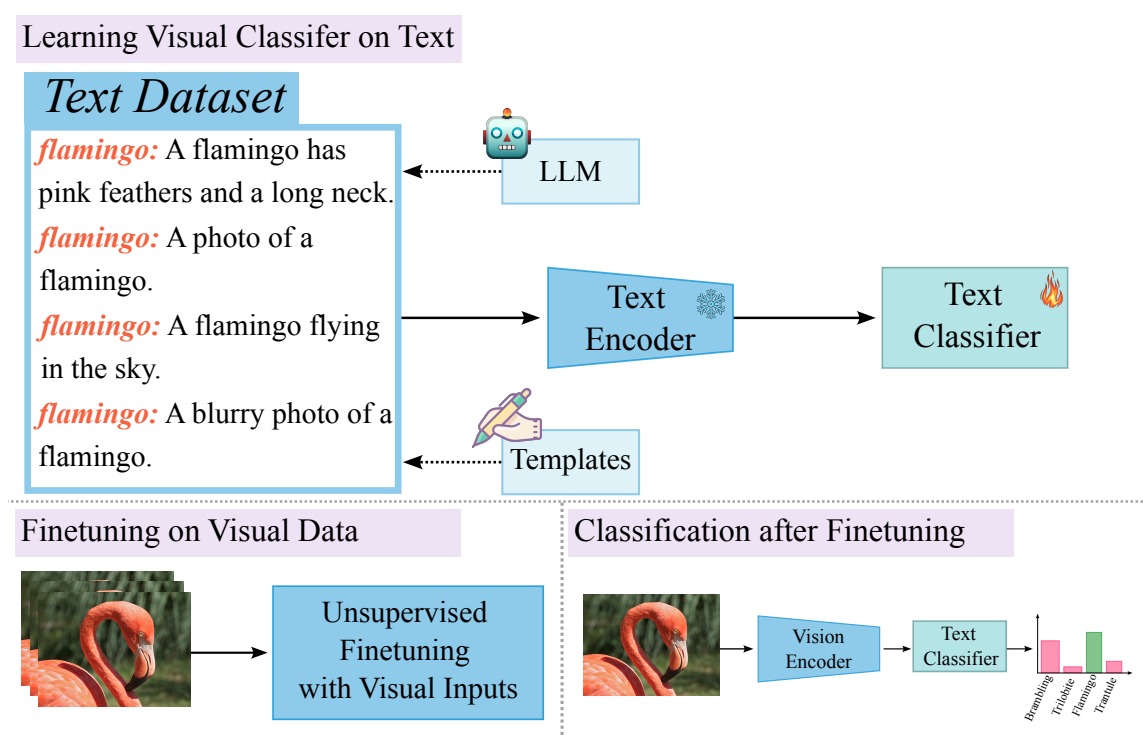 Learning Visual Classifer on Text
Text Dataset
flamingo: A flamingo has
pink feathers and a long neck.
flamingo: A photo of a
flamingo.
flamingo: A flamingo flying
in the sky.
flamingo: A blurry photo of a
flamingo.
LLM
Templates
Text
Encoder
Text
Classifier
Finetuning on Visual Data
Unsupervised
Finetuning
with Visual Inputs
Classification after Finetuning
Vision
Encoder
Text
Classifier
Brambling
Trilobite
Flamingo
Trantule